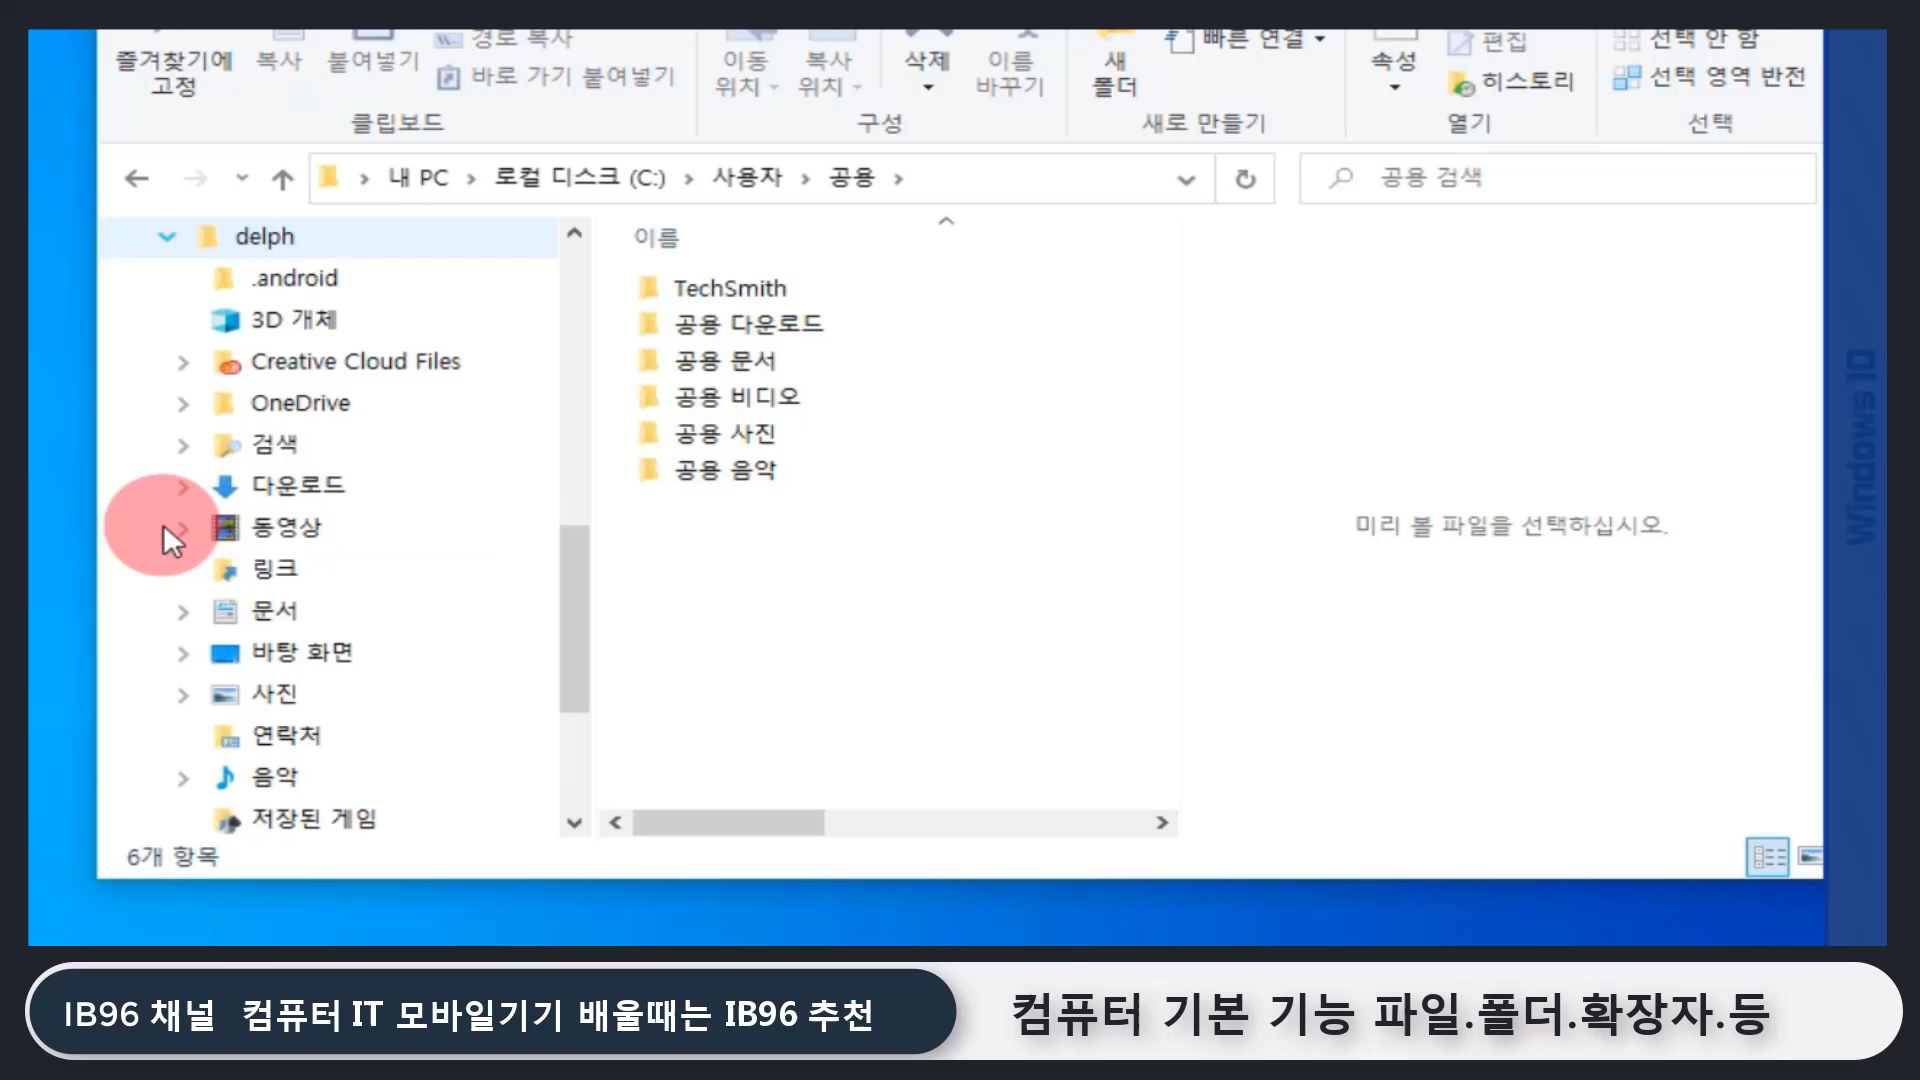 즐겨찾기에
고정
복사
붙여넣기
경로 복사
바로 가기 붙여넣기
클립보드
이동
위치
복사
위치
삭제
이름
바꾸기
구성
새
폴더
빠른 연결
새로 만들기
속성
편집
히스토리
열기
선택 안 함
선택 영역 반전
선택
내 PC > 로컬 디스크 (C:) > 사용자 > 공용 >
공용 검색
delph
.android
3D 개체
Creative Cloud Files
OneDrive
검색
다운로드
동영상
링크
문서
바탕 화면
사진
연락처
음악
저장된 게임
이름
TechSmith
공용 다운로드
공용 문서
공용 비디오
공용 사진
공용 음악
미리 볼 파일을 선택하십시오.
6개 항목
Windows 10
IB96 채널 컴퓨터 IT 모바일기기 배울때는 IB96 추천
컴퓨터 기본 기능 파일.폴더.확장자.등